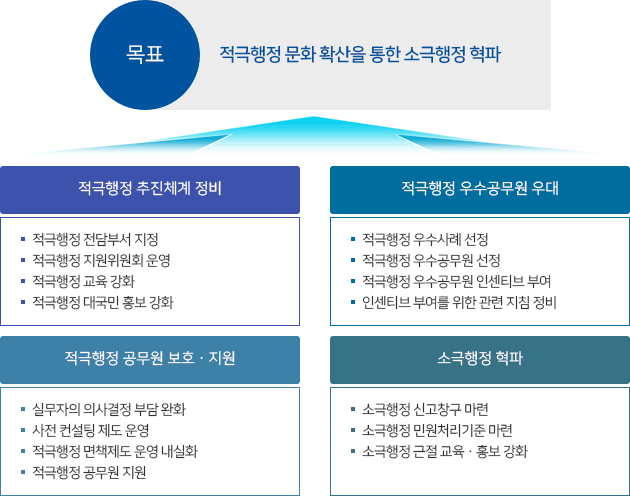 목표
적극행정 문화 확산을 통한 소극행정 혁파
적극행정 추진체계 정비
적극행정 전담부서 지정
적극행정 지원위원회 운영
적극행정 교육 강화
적극행정 대국민 홍보 강화
적극행정 우수공무원 우대
적극행정 우수사례 선정
적극행정 우수공무원 선정
적극행정 우수공무원 인센티브 부여
인센티브 부여를 위한 관련 지침 정비
적극행정 공무원 보호 · 지원
실무자의 의사결정 부담 완화
사전 컨설팅 제도 운영
적극행정 면책제도 운영 내실화
적극행정 공무원 지원
소극행정 혁파
소극행정 신고창구 마련
소극행정 민원처리기준 마련
소극행정 근절 교육 · 홍보 강화